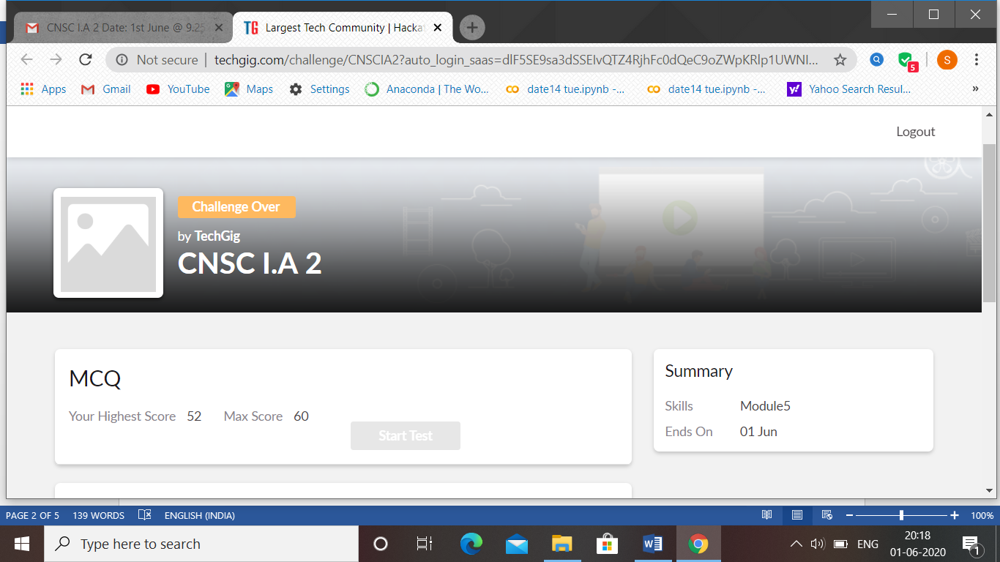 CNSC I.A 2 Date: 1st June @ 9.25
Largest Tech Community | Hacka
Not secure | techgig.com/challenge/CNSCIA2?auto_login_saas=dlF5SE9sa3dSSElvQTZ4RjhFc0dQeC9oZWpKRlp1UWNI...
5
S
Apps Gmail YouTube Maps Settings Anaconda | The Wo... date14 tue.ipynb -... date14 tue.ipynb -... Yahoo Search Resul... »
Logout
Challenge Over
by TechGig
CNSC I.A 2
MCQ
Your Highest Score 52 Max Score 60
Start Test
Summary
Skills Module5
Ends On 01 Jun
PAGE 2 OF 5 139 WORDS ENGLISH (INDIA) 100%
Type here to search
ENG
20:18
01-06-2020
1